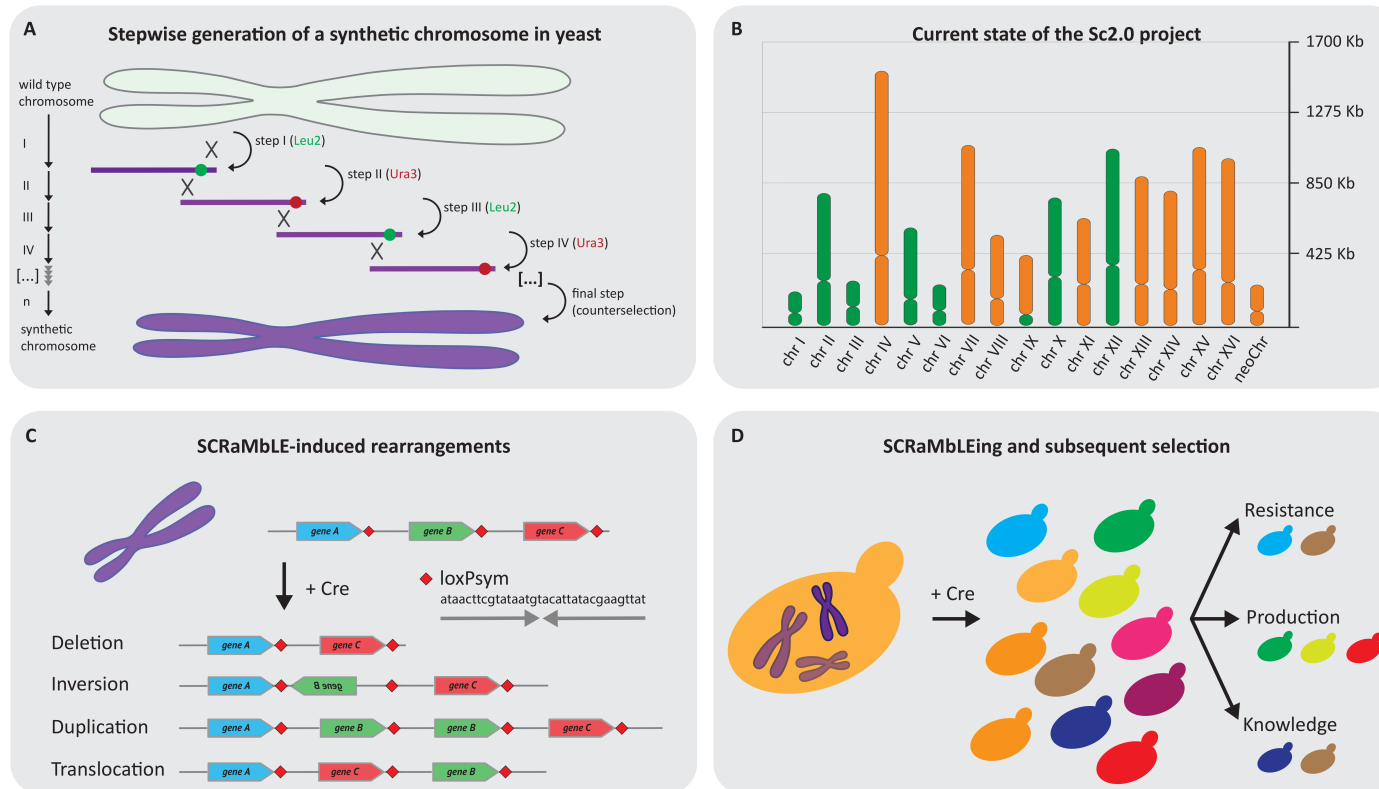 A
Stepwise generation of a synthetic chromosome in yeast
wild type
chromosome
I
II
III
IV
[...]
n
synthetic
chromosome
step I (Leu2)
step II (Ura3)
step III (Leu2)
step IV (Ura3)
[...]
final step
(counterselection)
B
Current state of the Sc2.0 project
1700 Kb
1275 Kb
850 Kb
425 Kb
chr I
chr II
chr III
chr IV
chr V
chr VI
chr VII
chr VIII
chr IX
chr X
chr XI
chr XII
chr XIII
chr XIV
chr XV
chr XVI
neoChr
C
SCRaMbLE-induced rearrangements
gene A
gene B
gene C
+ Cre
loxPsym
ataacttcgtataatgtacattatacgaagttat
Deletion
gene A
gene C
Inversion
gene A
gene B
gene C
Duplication
gene A
gene B
gene B
gene C
Translocation
gene A
gene C
gene B
D
SCRaMbLEing and subsequent selection
+ Cre
Resistance
Production
Knowledge